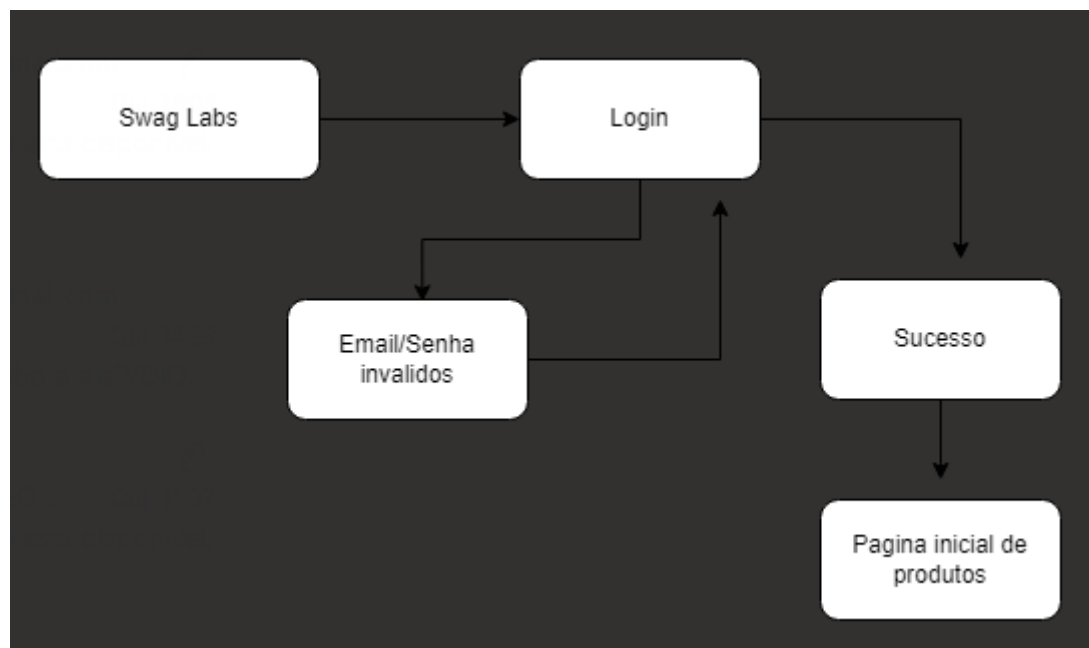 Swag Labs
Login
Email/Senha
invalidos
Sucesso
Pagina inicial de
produtos